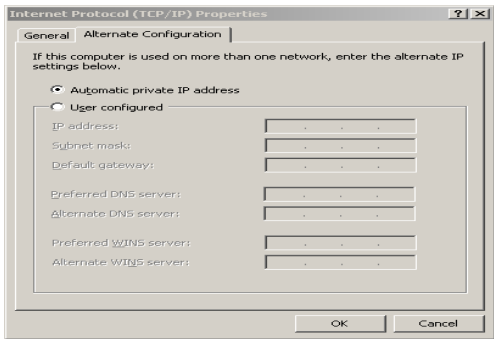 Internet Protocol (TCP/IP) Properties
General
Alternate Configuration
If this computer is used on more than one network, enter the alternate IP
settings below.
Automatic private IP address
User configured
IP address:
Subnet mask:
Default gateway:
Preferred DNS server:
Alternate DNS server:
Preferred WINS server:
Alternate WINS server:
OK
Cancel